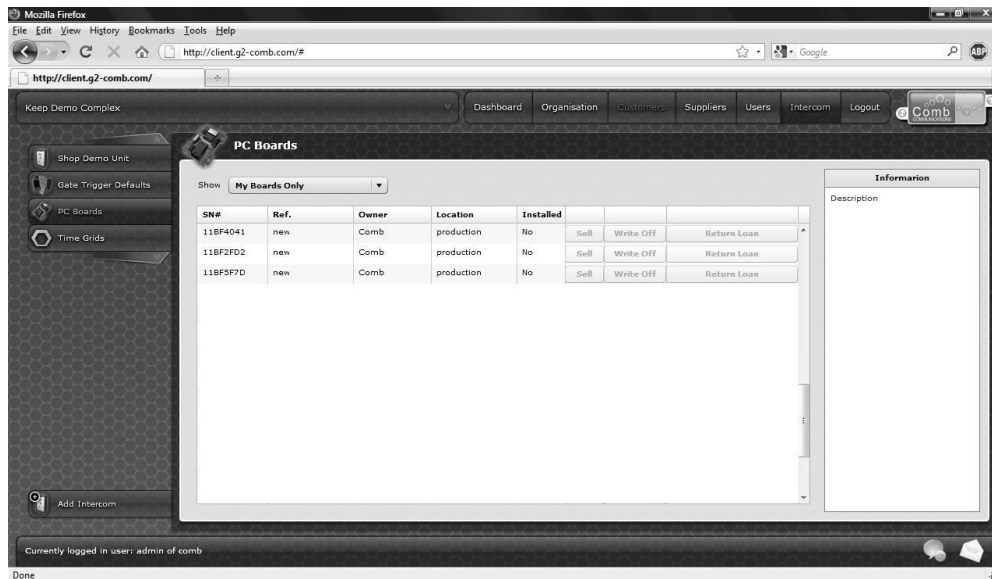 Mozilla Firefox
File Edit View History Bookmarks Tools Help
http://client.g2-comb.com/#
Google
ABP
http://client.g2-comb.com/
Keep Demo Complex
Dashboard Organisation Customers Suppliers Users Intercom Logout
Comb
COMMUNICATIONS
PC Boards
Shop Demo Unit
Gate Trigger Defaults
PC Boards
Time Grids
Show My Boards Only
SN# Ref. Owner Location Installed
11BF4041 new Comb production No Sell Write Off Return Loan
11BF2FD2 new Comb production No Sell Write Off Return Loan
11BF5F7D new Comb production No Sell Write Off Return Loan
Informarion
Description
Add Intercom
Currently logged in user: admin of comb
Done